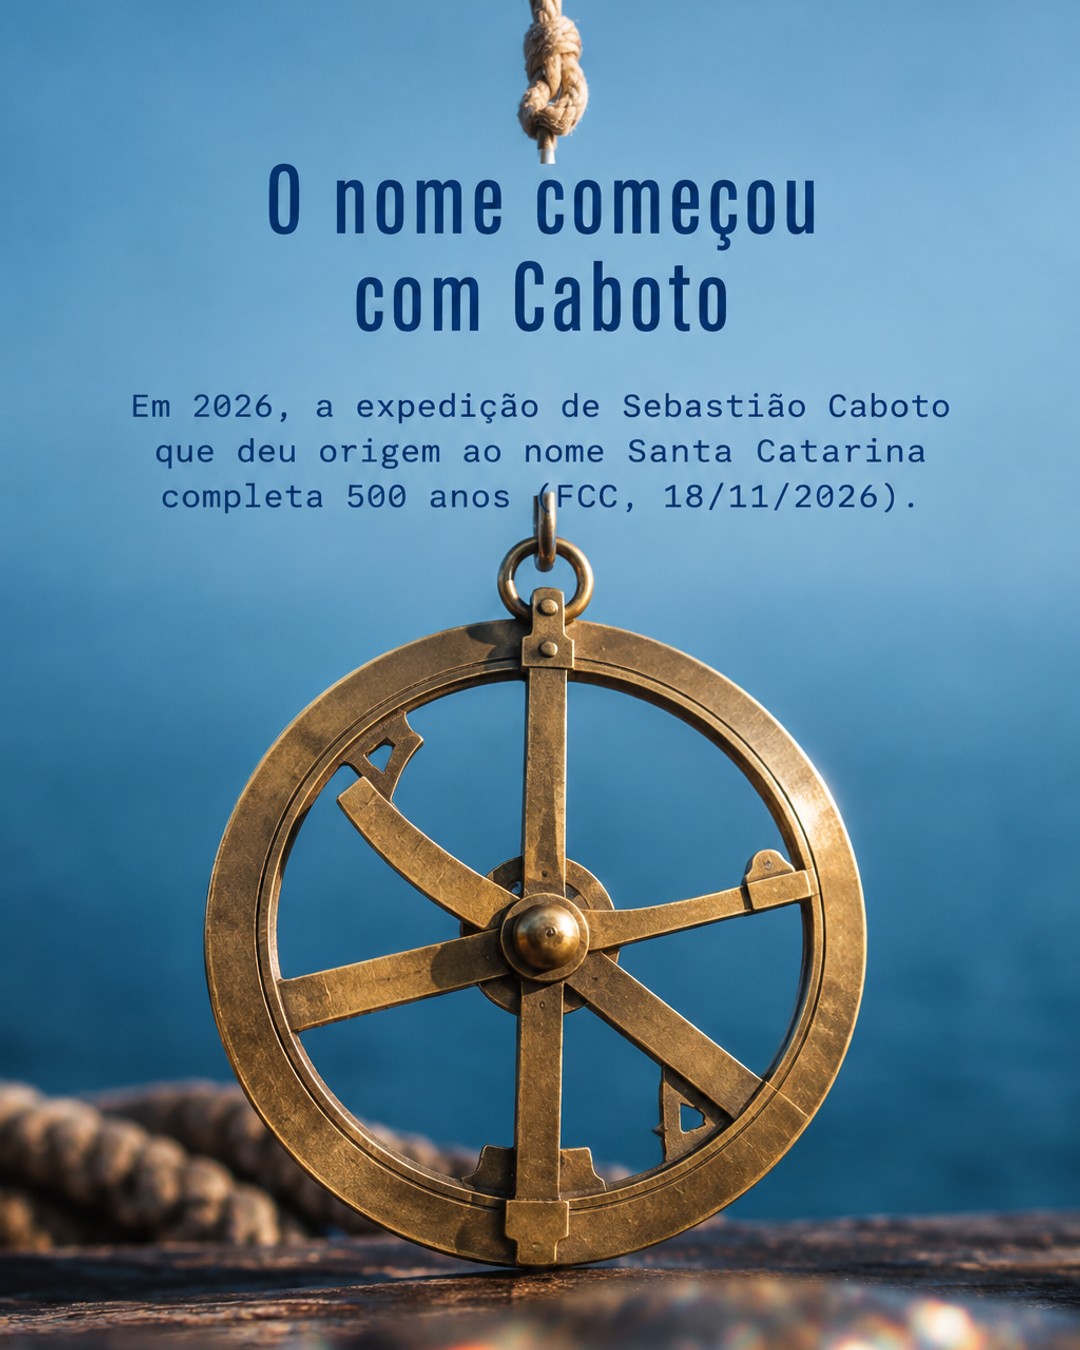 O nome começou
com Caboto
Em 2026, a expedição de Sebastião Caboto
que deu origem ao nome Santa Catarina
completa 500 anos (FCC, 18/11/2026).